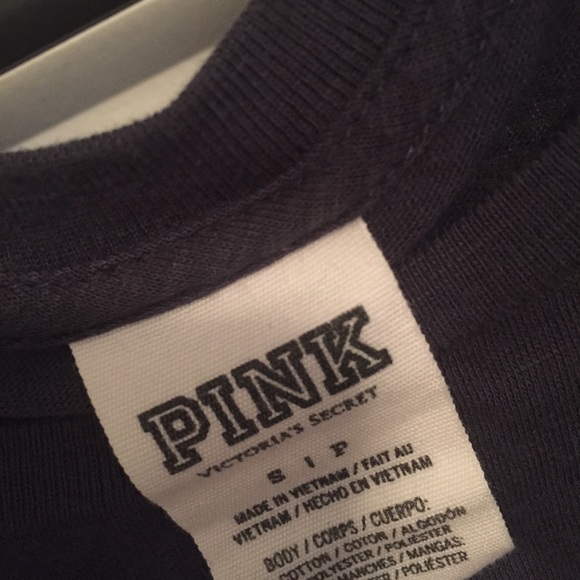 PINK
VICTORIA'S SECRET
S I P
MADE IN VIETNAM / FAIT AU
VIETNAM / HECHO EN VIETNAM
BODY / CORPS / CUERPO:
COTTON / COTON / ALGODÓN
POLYESTER / POLIÉSTER
/ MANCHES / MANGAS:
POLIÉSTER